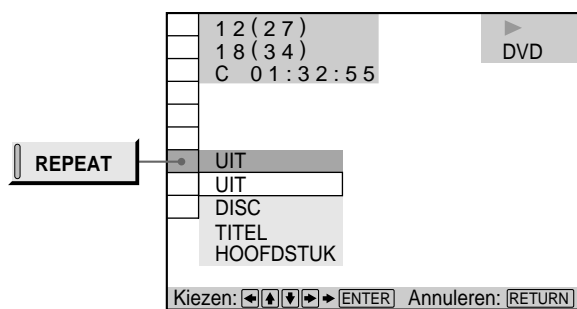 12(27)
18(34)
C 01:32:55
DVD
REPEAT
UIT
UIT
DISC
TITEL
HOOFDSTUK
Kiezen: ENTER Annuleren: RETURN